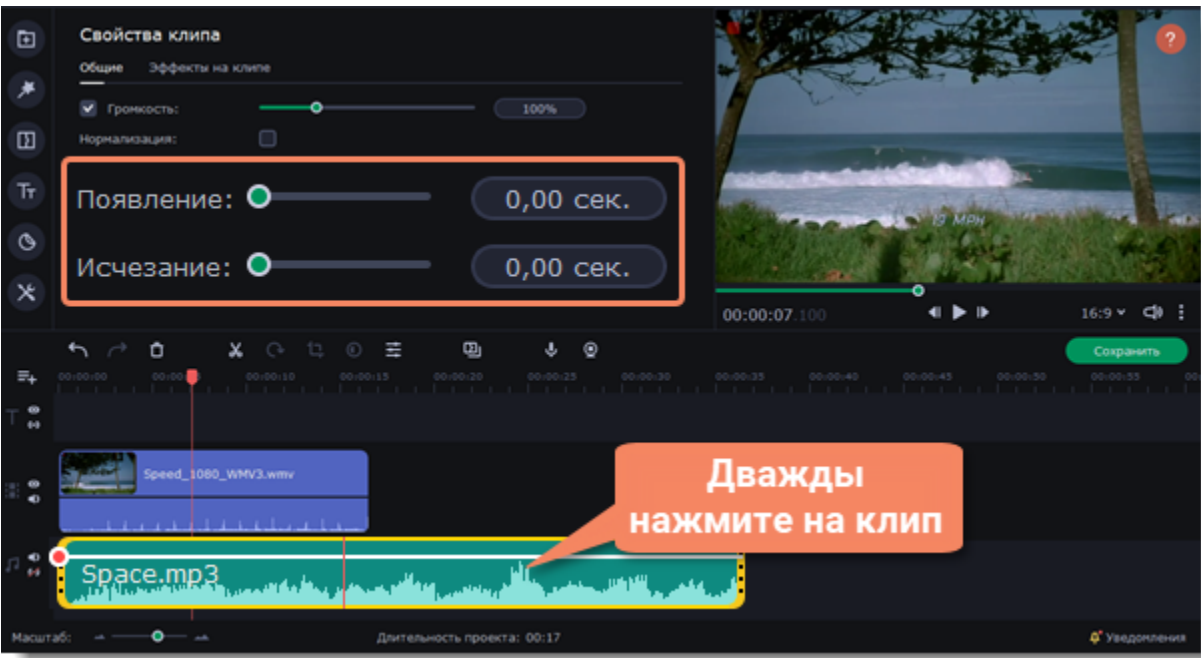 Свойства клипа
Общие Эффекты на клипе
Громкость: 100%
Нормализация:
Появление: 0,00 сек.
Исчезание: 0,00 сек.
?
13 MPH
00:00:07.100 16:9
Сохранить
00:00:00 00:00:10 00:00:15 00:00:20 00:00:25 00:00:30 00:00:35 00:00:40 00:00:45 00:00:50 00:00:55
Speed_1080_WMV3.wmv
Дважды
нажмите на клип
Space.mp3
Масштаб: Длительность проекта: 00:17 Уведомления